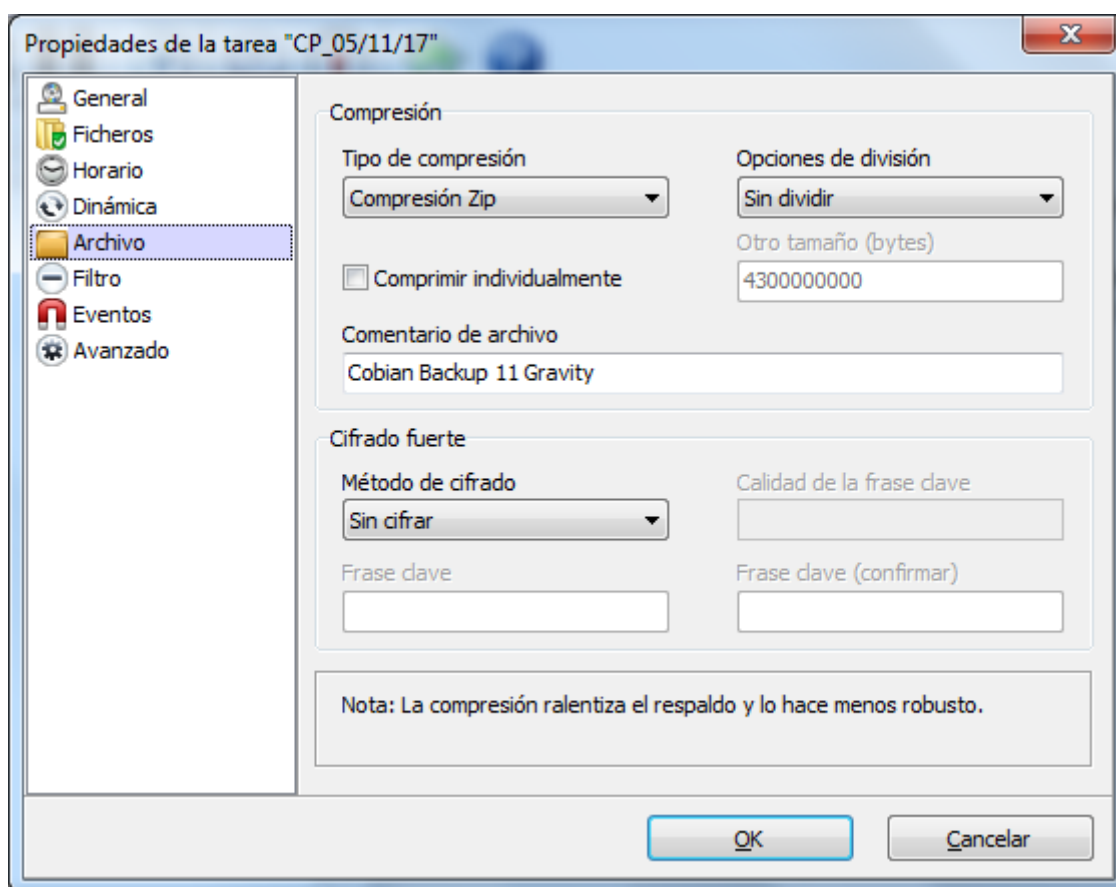 Propiedades de la tarea "CP_05/11/17"
General
Ficheros
Horario
Dinámica
Archivo
Filtro
Eventos
Avanzado
Compresión
Tipo de compresión
Opciones de división
Compresión Zip
Sin dividir
Otro tamaño (bytes)
Comprimir individualmente
4300000000
Comentario de archivo
Cobian Backup 11 Gravity
Cifrado fuerte
Método de cifrado
Calidad de la frase clave
Sin cifrar
Frase clave
Frase clave (confirmar)
Nota: La compresión ralentiza el respaldo y lo hace menos robusto.
OK
Cancelar